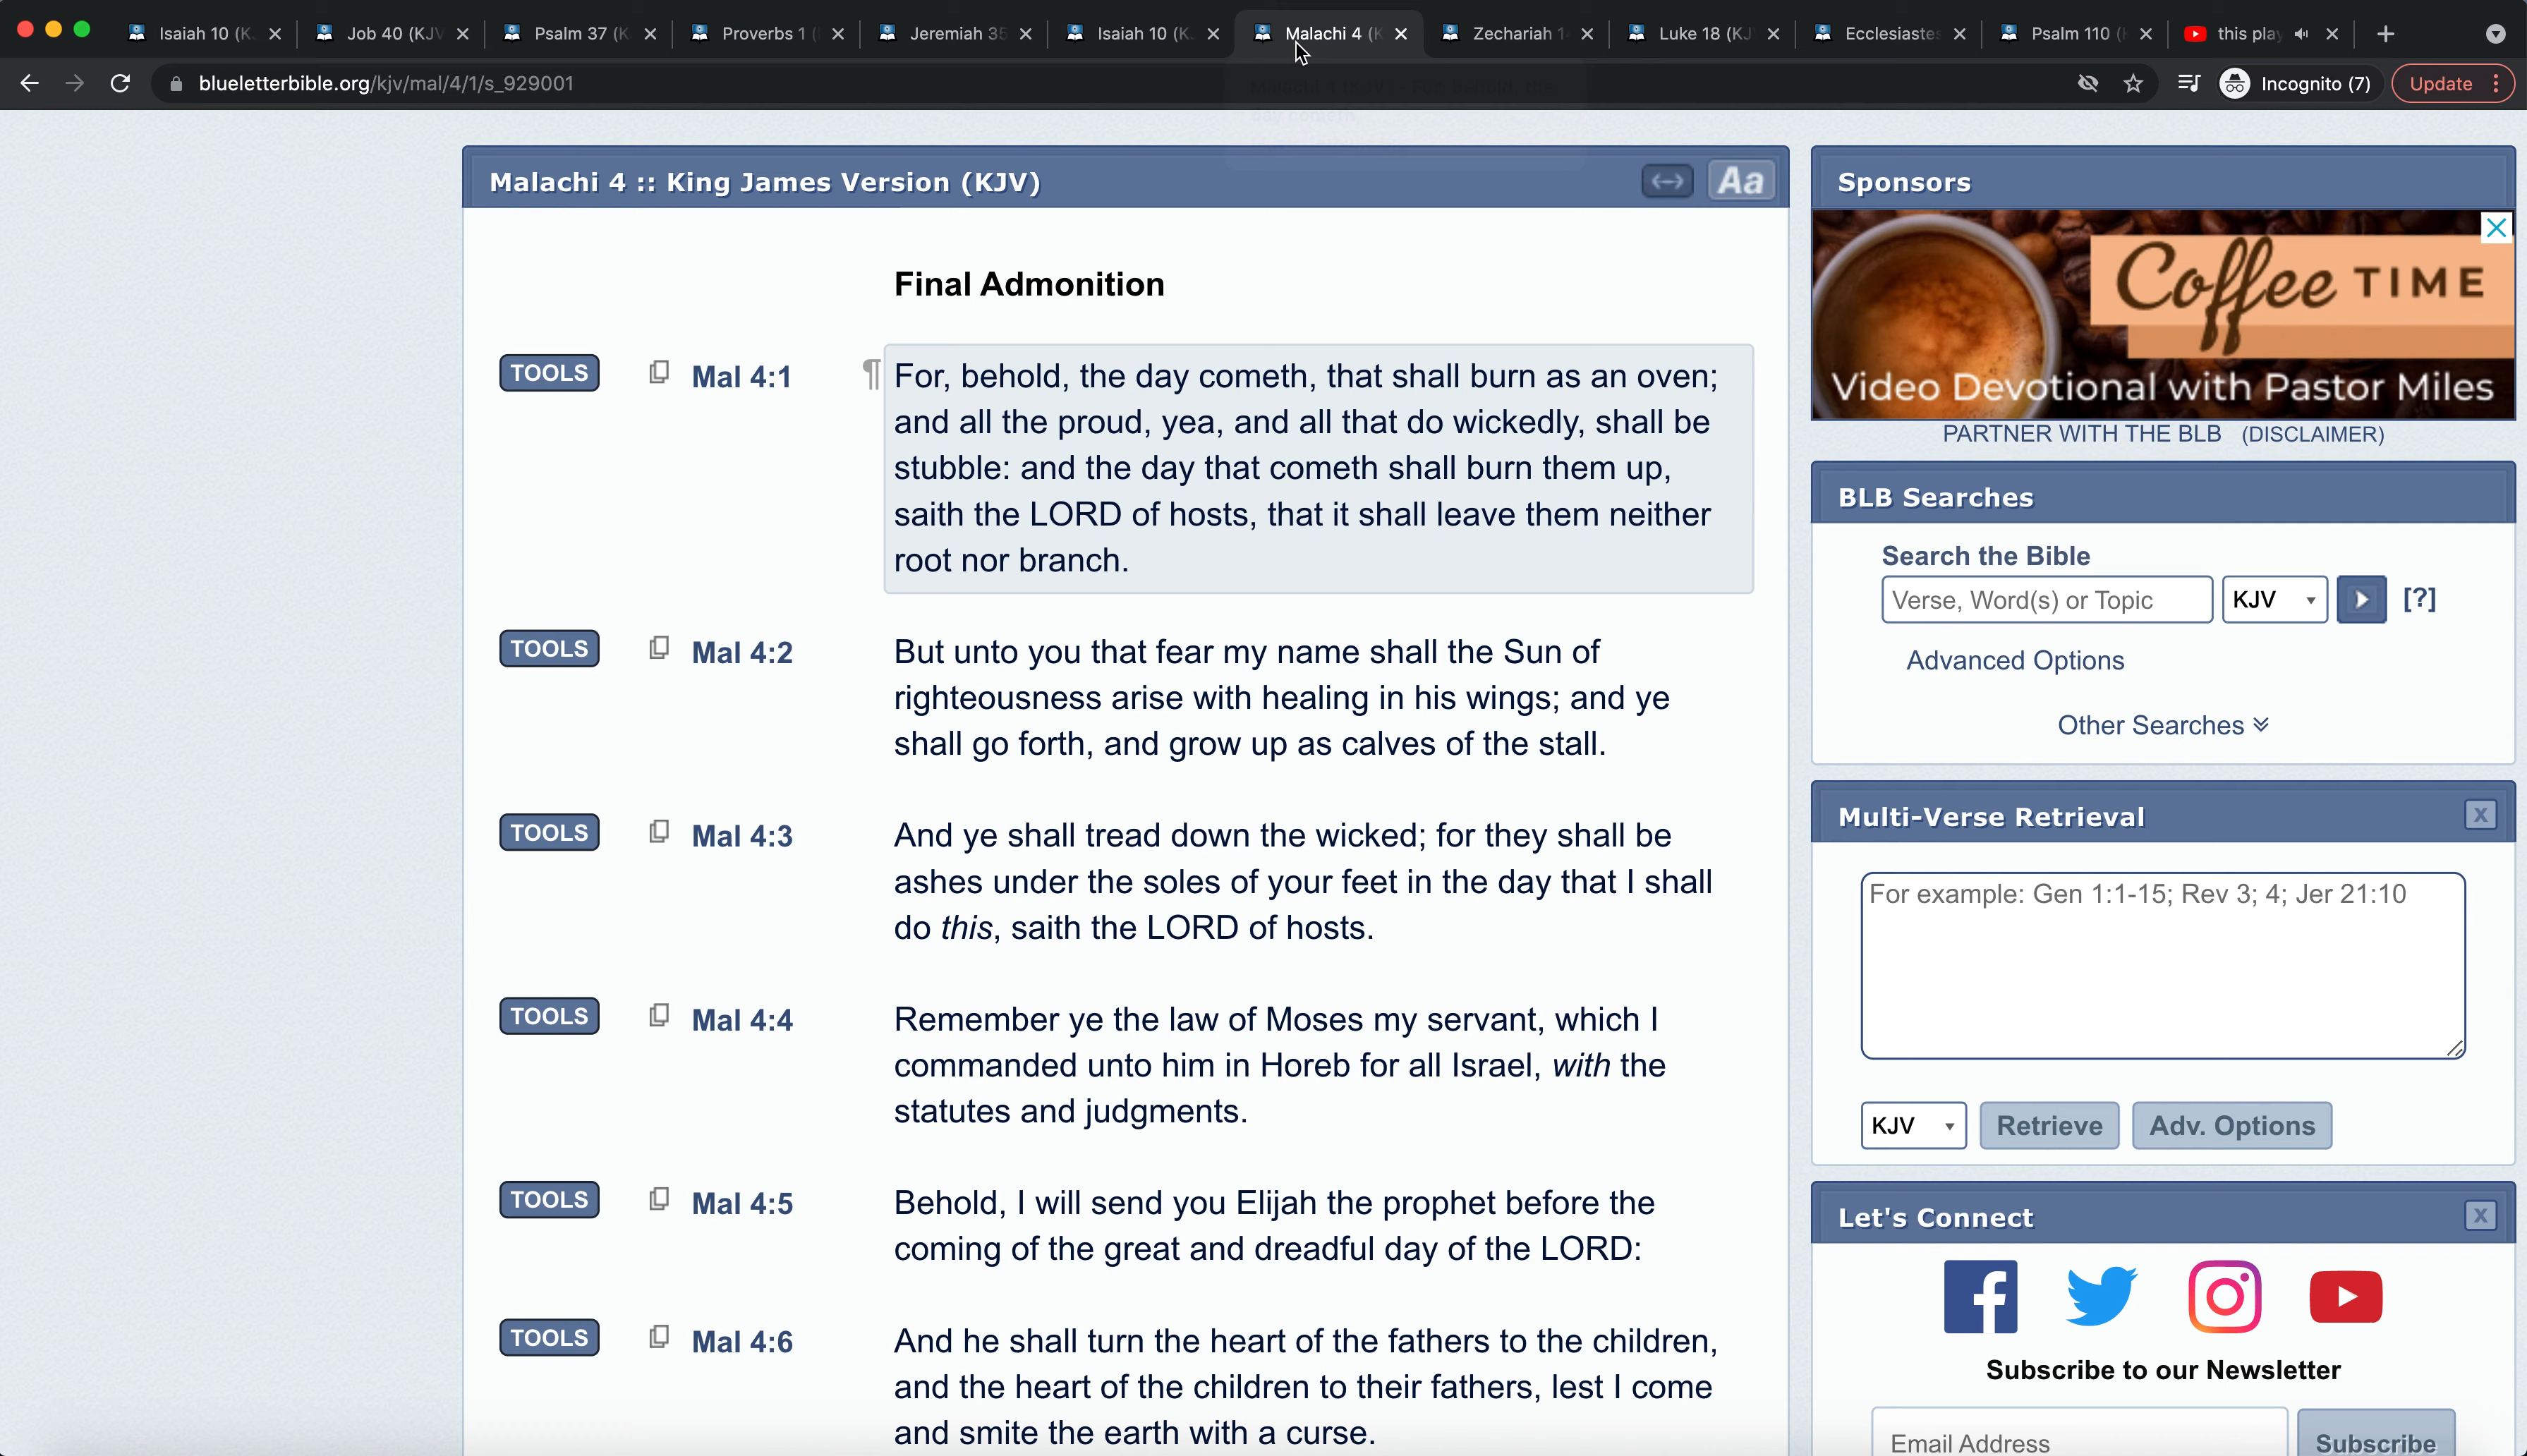 Isaiah 10 (K
Job 40 (KJV
Psalm 37 (K
Proverbs 1 (
Jeremiah 35
Isaiah 10 (K
Malachi 4 (K
Zechariah 1
Luke 18 (KJ
Ecclesiastes
Psalm 110 (
this play
blueletterbible.org/kjv/mal/4/1/s_929001
Incognito (7)
Update
Malachi 4 :: King James Version (KJV)
Aa
Final Admonition
TOOLS
Mal 4:1
¶ For, behold, the day cometh, that shall burn as an oven;
and all the proud, yea, and all that do wickedly, shall be
stubble: and the day that cometh shall burn them up,
saith the LORD of hosts, that it shall leave them neither
root nor branch.
TOOLS
Mal 4:2
But unto you that fear my name shall the Sun of
righteousness arise with healing in his wings; and ye
shall go forth, and grow up as calves of the stall.
TOOLS
Mal 4:3
And ye shall tread down the wicked; for they shall be
ashes under the soles of your feet in the day that I shall
do this, saith the LORD of hosts.
TOOLS
Mal 4:4
Remember ye the law of Moses my servant, which I
commanded unto him in Horeb for all Israel, with the
statutes and judgments.
TOOLS
Mal 4:5
Behold, I will send you Elijah the prophet before the
coming of the great and dreadful day of the LORD:
TOOLS
Mal 4:6
And he shall turn the heart of the fathers to the children,
and the heart of the children to their fathers, lest I come
and smite the earth with a curse.
Sponsors
Coffee TIME
Video Devotional with Pastor Miles
PARTNER WITH THE BLB (DISCLAIMER)
BLB Searches
Search the Bible
Verse, Word(s) or Topic
KJV
[?]
Advanced Options
Other Searches
Multi-Verse Retrieval
X
For example: Gen 1:1-15; Rev 3; 4; Jer 21:10
KJV
Retrieve
Adv. Options
Let's Connect
X
Subscribe to our Newsletter
Email Address
Subscribe